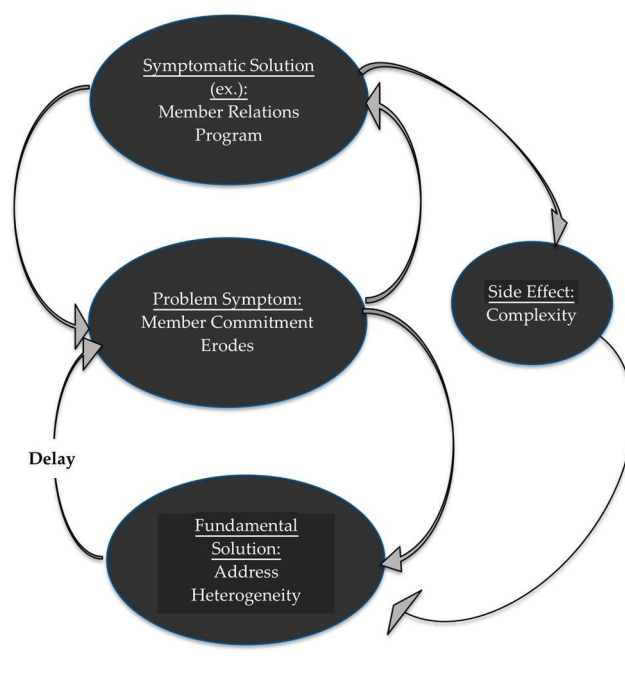 Symptomatic Solution
(ex.):
Member Relations
Program
Problem Symptom:
Member Commitment
Erodes
Side Effect:
Complexity
Delay
Fundamental
Solution:
Address
Heterogeneity